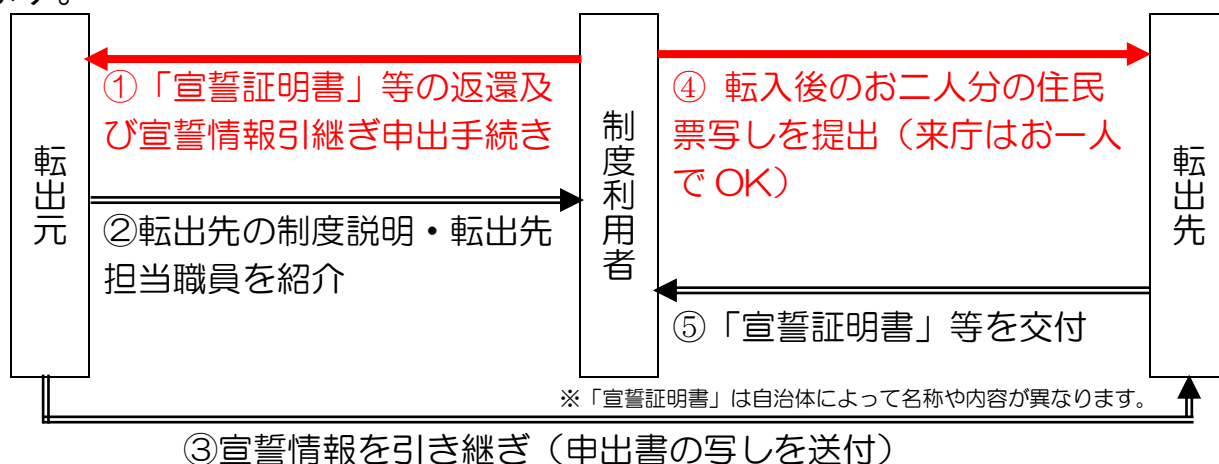 ①「宣誓証明書」等の返還及
び宣誓情報引継ぎ申出手続き
④ 転入後のお二人分の住民
票写しを提出（来庁はお一人
で OK）
転出元
制度利用者
転出先
②転出先の制度説明・転出先
担当職員を紹介
⑤「宣誓証明書」等を交付
※「宣誓証明書」は自治体によって名称や内容が異なります。
③宣誓情報を引き継ぎ（申出書の写しを送付）